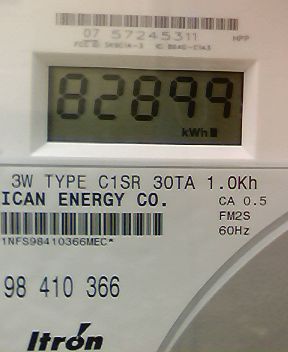 07 57245311 MPP
82899
kWh
3W TYPE C1SR 30TA 1.0Kh
ICAN ENERGY CO. CA 0.5
FM2S
1NFS98410366MEC* 60Hz
98 410 366
Itron